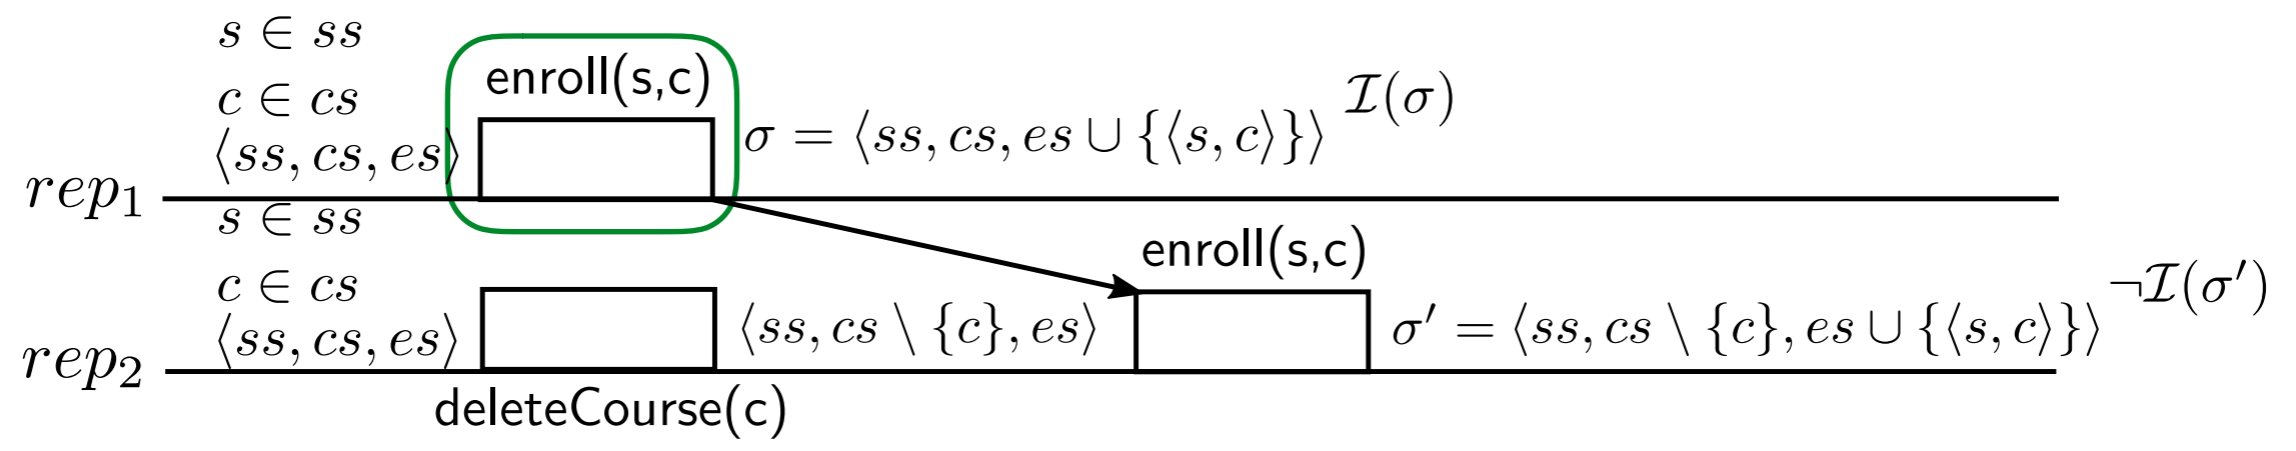 s ∈ ss
c ∈ cs
⟨ss, cs, es⟩
enroll(s,c)
σ = ⟨ss, cs, es ∪ {⟨s, c⟩}⟩
ℐ(σ)
rep₁
s ∈ ss
c ∈ cs
⟨ss, cs, es⟩
⟨ss, cs \ {c}, es⟩
enroll(s,c)
σ′ = ⟨ss, cs \ {c}, es ∪ {⟨s, c⟩}⟩
¬ℐ(σ′)
rep₂
deleteCourse(c)